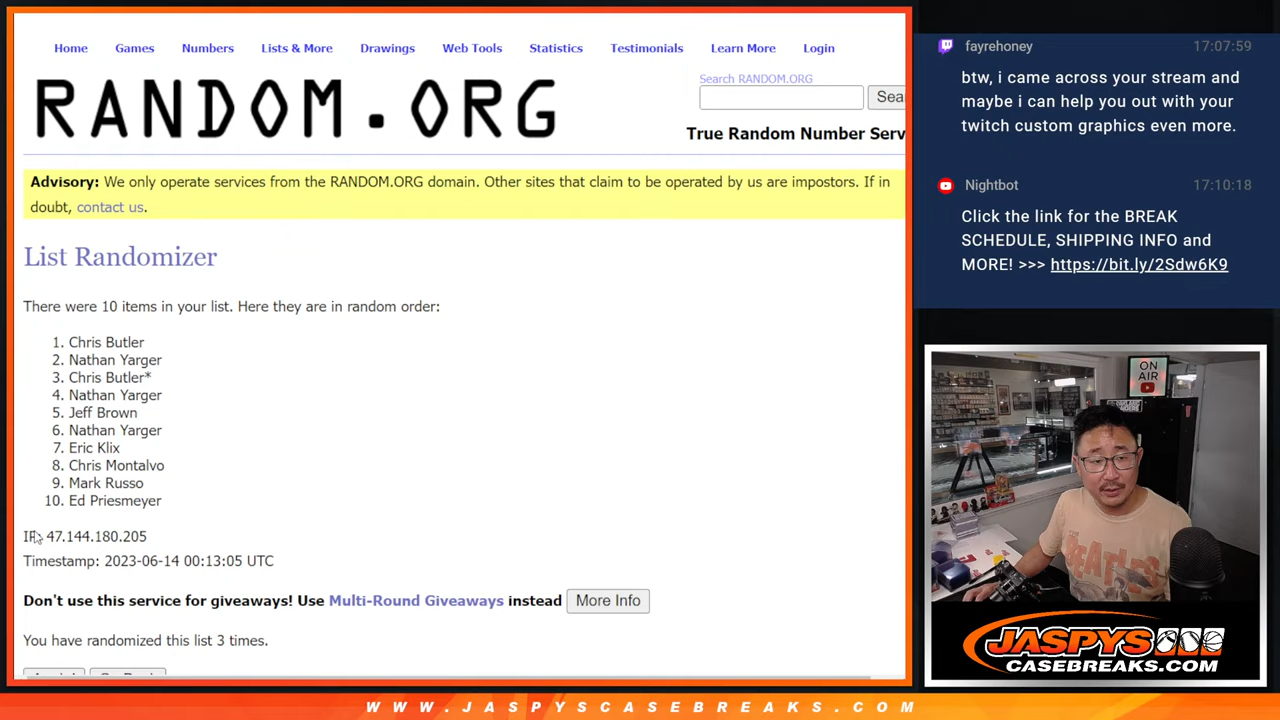 Home Games Numbers Lists & More Drawings Web Tools Statistics Testimonials Learn More Login
RANDOM.ORG
Search RANDOM.ORG
Sea
True Random Number Serv
Advisory: We only operate services from the RANDOM.ORG domain. Other sites that claim to be operated by us are impostors. If in
doubt, contact us.
List Randomizer
There were 10 items in your list. Here they are in random order:
1. Chris Butler
2. Nathan Yarger
3. Chris Butler*
4. Nathan Yarger
5. Jeff Brown
6. Nathan Yarger
7. Eric Klix
8. Chris Montalvo
9. Mark Russo
10. Ed Priesmeyer
IP: 47.144.180.205
Timestamp: 2023-06-14 00:13:05 UTC
Don't use this service for giveaways! Use Multi-Round Giveaways instead More Info
You have randomized this list 3 times.
fayrehoney 17:07:59
btw, i came across your stream and
maybe i can help you out with your
twitch custom graphics even more.
Nightbot 17:10:18
Click the link for the BREAK
SCHEDULE, SHIPPING INFO and
MORE! >>> https://bit.ly/2Sdw6K9
ON
AIR
BEATLES
JASPYS
CASEBREAKS.COM
WWW.JASPYSCASEBREAKS.COM